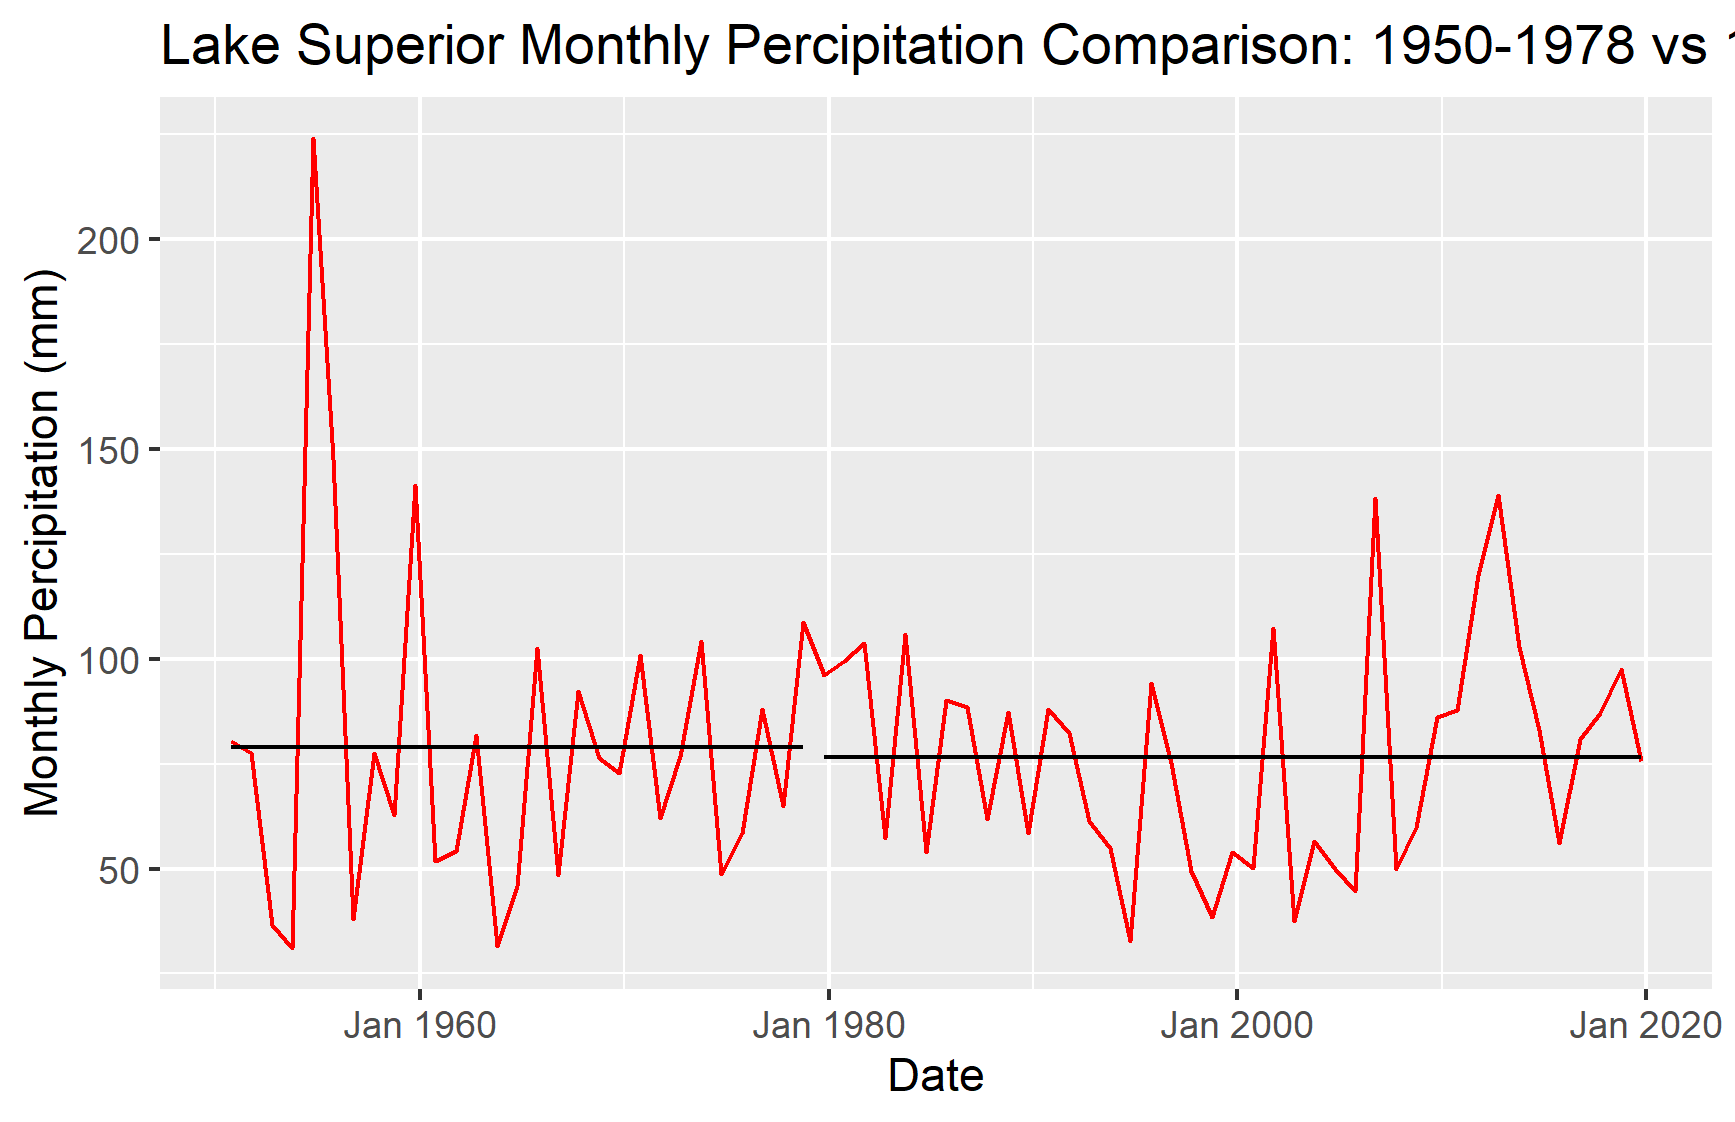 Lake Superior Monthly Percipitation Comparison: 1950-1978 vs 1
Monthly Percipitation (mm)
200
150
100
50
Jan 1960
Jan 1980
Jan 2000
Jan 2020
Date